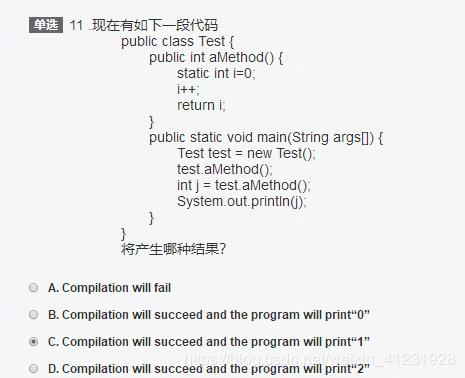 单选 11 .现在有如下一段代码
public class Test {
public int aMethod() {
static int i=0;
i++;
return i;
}
public static void main(String args[]) {
Test test = new Test();
test.aMethod();
int j = test.aMethod();
System.out.println(j);
}
}
将产生哪种结果?
A. Compilation will fail
B. Compilation will succeed and the program will print“0”
C. Compilation will succeed and the program will print“1”
D. Compilation will succeed and the program will print“2”
https://blog.csdn.net/weixin_41231928